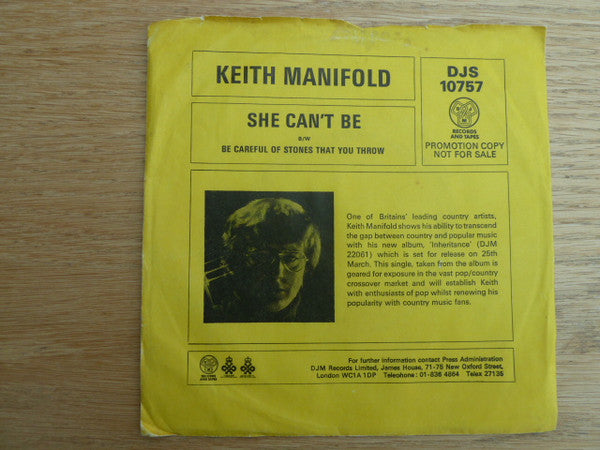 KEITH MANIFOLD
DJS
10757
RECORDS
AND TAPES
PROMOTION COPY
NOT FOR SALE
SHE CAN'T BE
B/W
BE CAREFUL OF STONES THAT YOU THROW
One of Britains' leading country artists,
Keith Manifold shows his ability to transcend
the gap between country and popular music
with his new album, 'Inheritance' (DJM
22061) which is set for release on 25th
March. This single, taken from the album is
geared for exposure in the vast pop/country
crossover market and will establish Keith
with enthusiasts of pop whilst renewing his
popularity with country music fans.
For further information contact Press Administration
DJM Records Limited, James House, 71-75 New Oxford Street,
London WC1A 1DP Telephone: 01-836 4864 Telex 27135